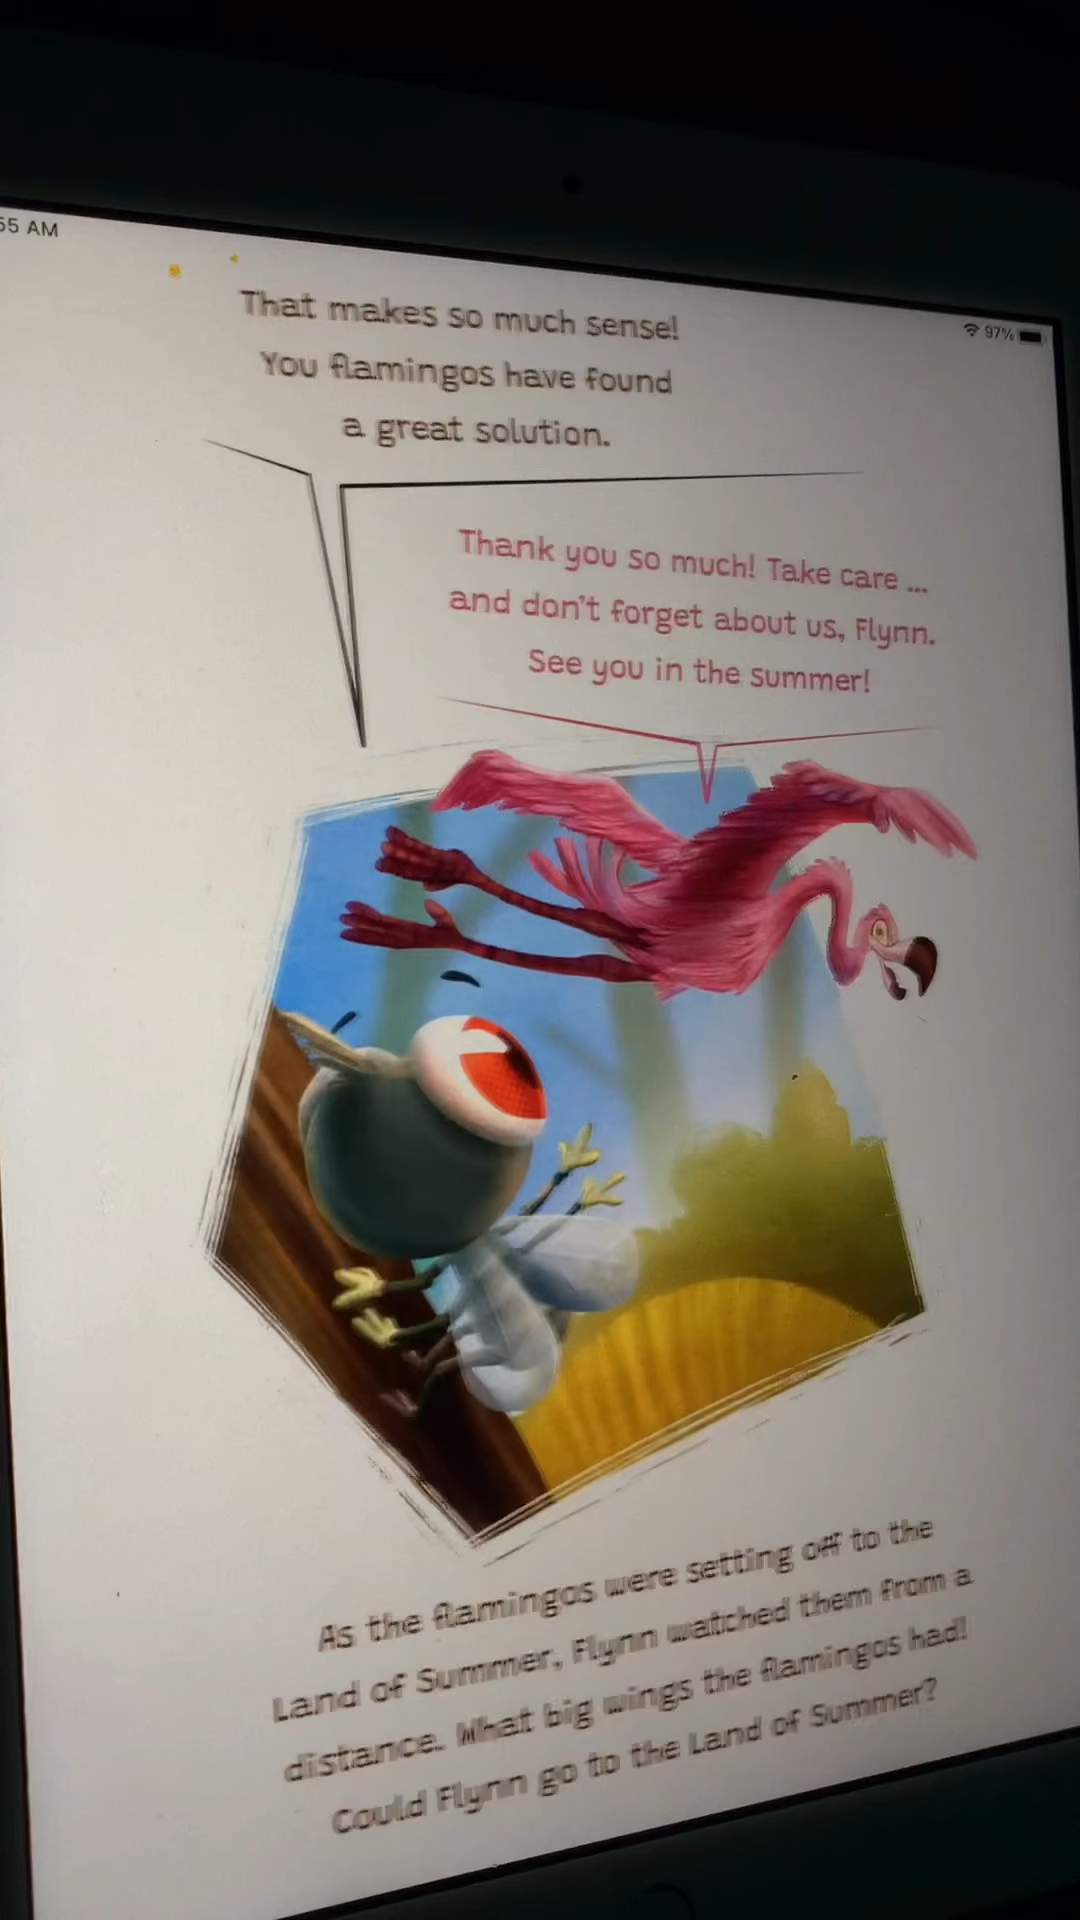 55 AM
97%
That makes so much sense!
You flamingos have found
a great solution.
Thank you so much! Take care ...
and don't forget about us, Flynn.
See you in the summer!
As the flamingos were setting off to the
Land of Summer, Flynn watched them from a
distance. What big wings the flamingos had!
Could Flynn go to the Land of Summer?